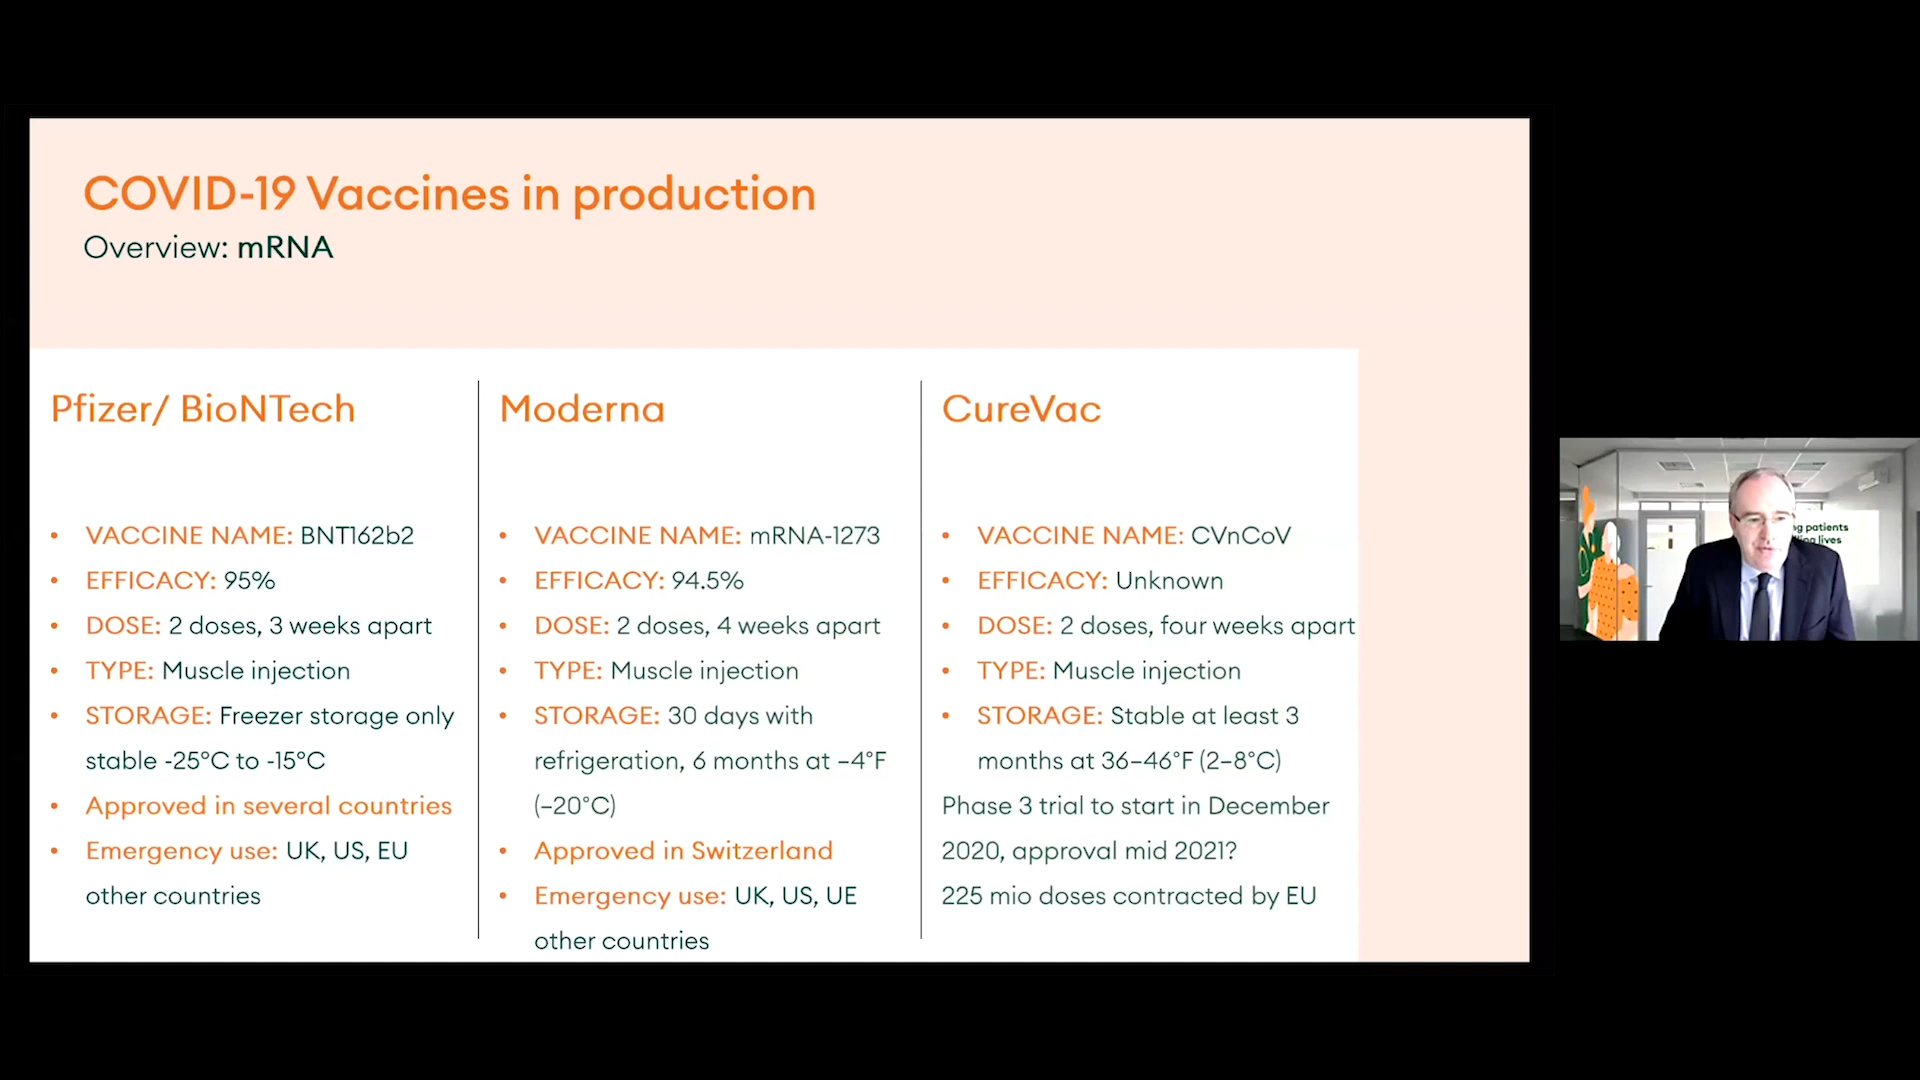 COVID-19 Vaccines in production
Overview: mRNA
Pfizer/ BioNTech
• VACCINE NAME: BNT162b2
• EFFICACY: 95%
• DOSE: 2 doses, 3 weeks apart
• TYPE: Muscle injection
• STORAGE: Freezer storage only
stable -25°C to -15°C
• Approved in several countries
• Emergency use: UK, US, EU
other countries
Moderna
• VACCINE NAME: mRNA-1273
• EFFICACY: 94.5%
• DOSE: 2 doses, 4 weeks apart
• TYPE: Muscle injection
• STORAGE: 30 days with
refrigeration, 6 months at –4°F
(–20°C)
• Approved in Switzerland
• Emergency use: UK, US, UE
other countries
CureVac
• VACCINE NAME: CVnCoV
• EFFICACY: Unknown
• DOSE: 2 doses, four weeks apart
• TYPE: Muscle injection
• STORAGE: Stable at least 3
months at 36–46°F (2–8°C)
Phase 3 trial to start in December
2020, approval mid 2021?
225 mio doses contracted by EU
patients
lives